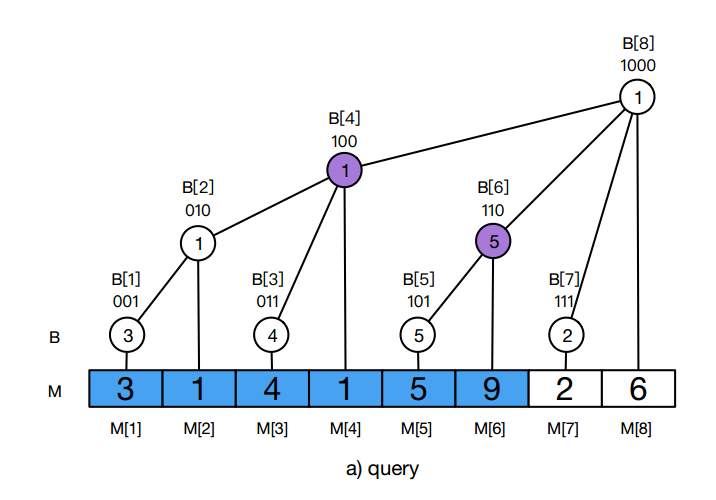 B[8]
1000
1
B[4]
100
1
B[2]
010
1
B[6]
110
5
B[1]
001
3
B[3]
011
4
B[5]
101
5
B[7]
111
2
B
M 3 1 4 1 5 9 2 6
M[1] M[2] M[3] M[4] M[5] M[6] M[7] M[8]
a) query